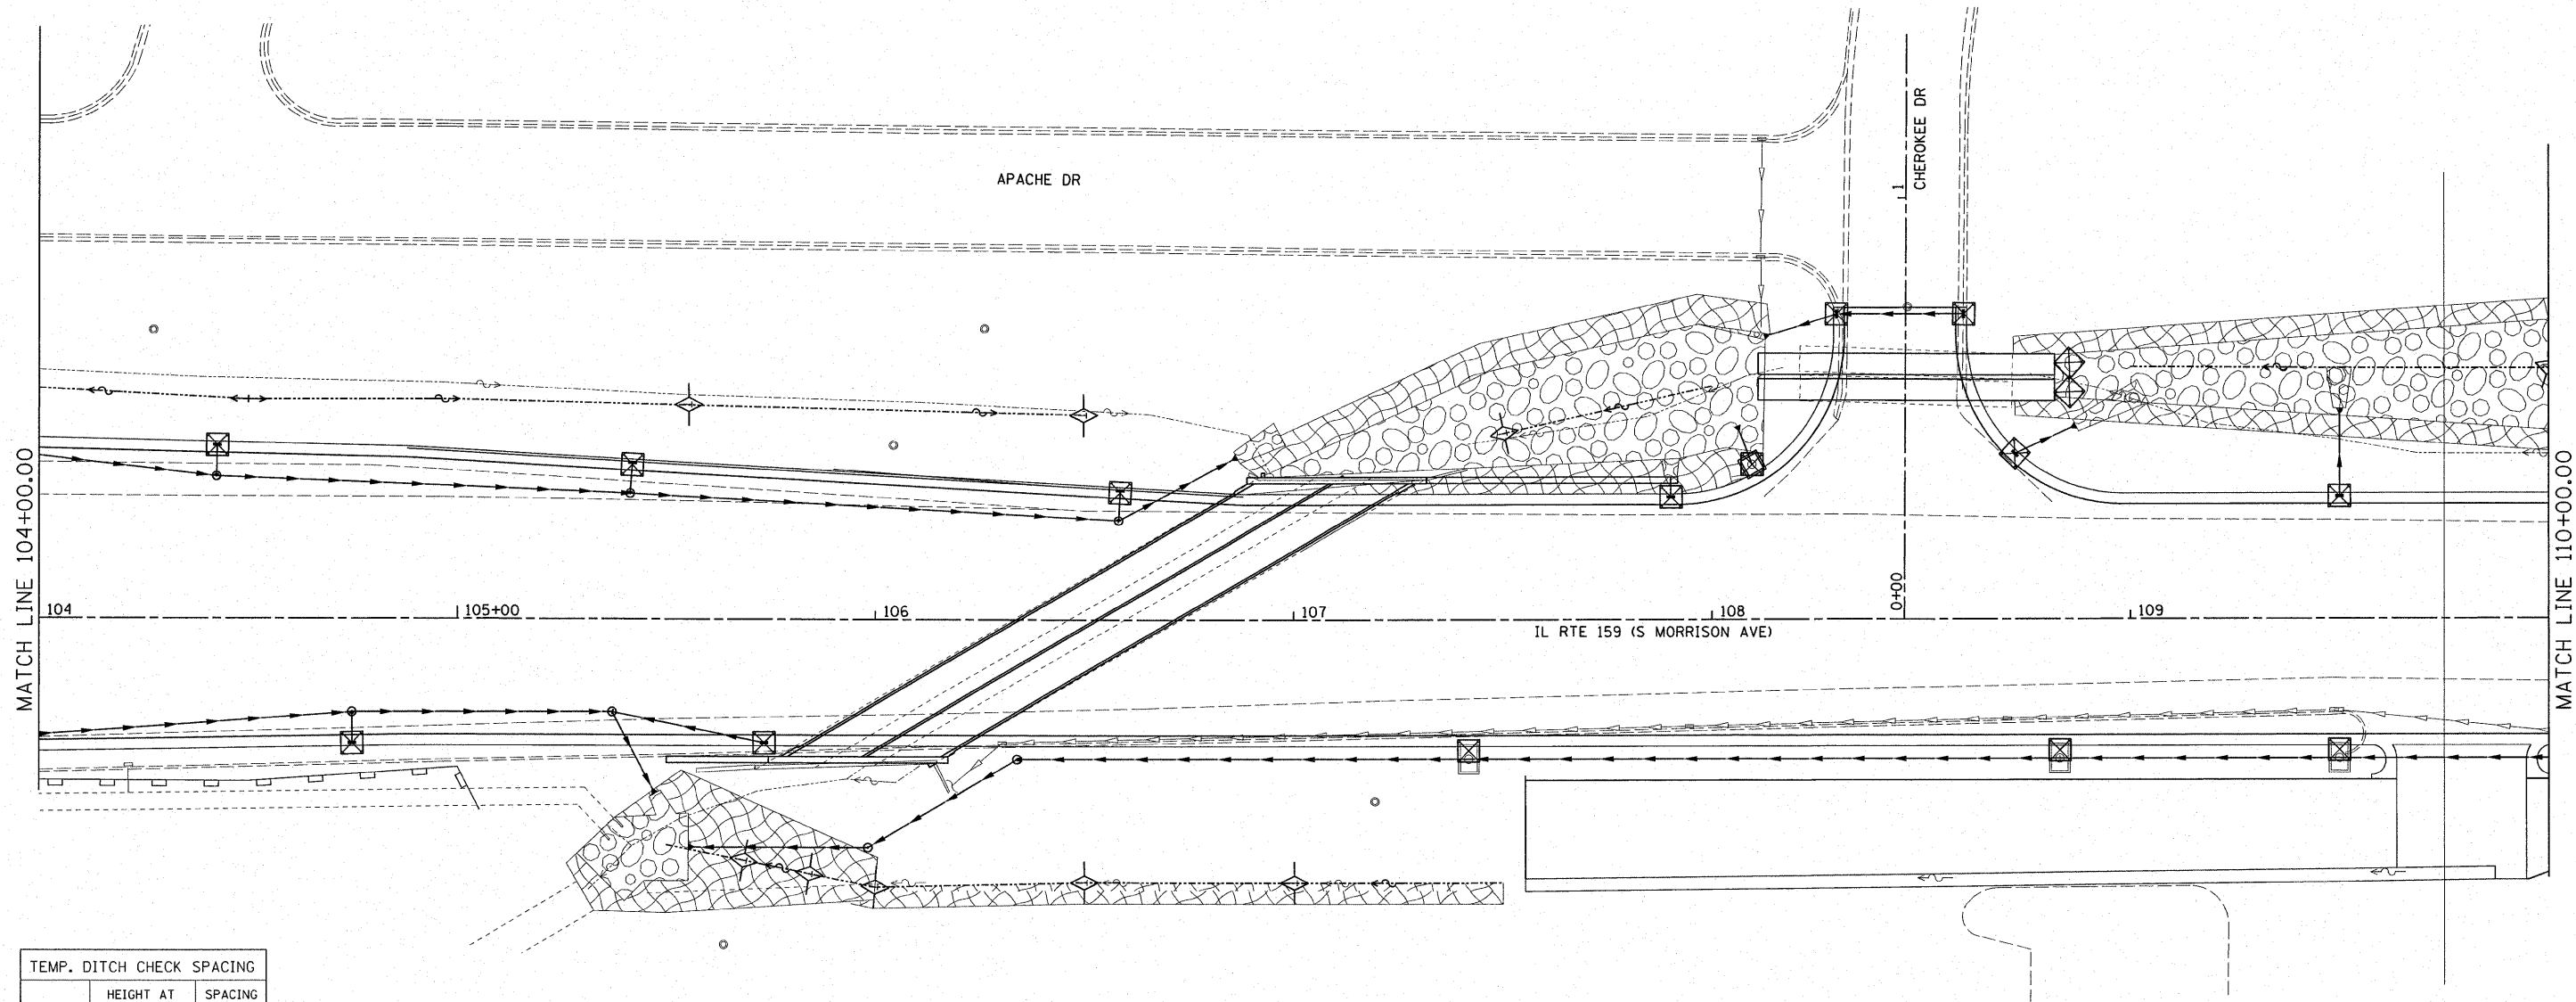 APACHE DR
CHEROKEE DR
1
MATCH LINE 104+00.00
104
105+00
106
107
108
0+00
109
IL RTE 159 (S MORRISON AVE)
MATCH LINE 110+00.00
TEMP. DITCH CHECK SPACING
HEIGHT AT
SPACING